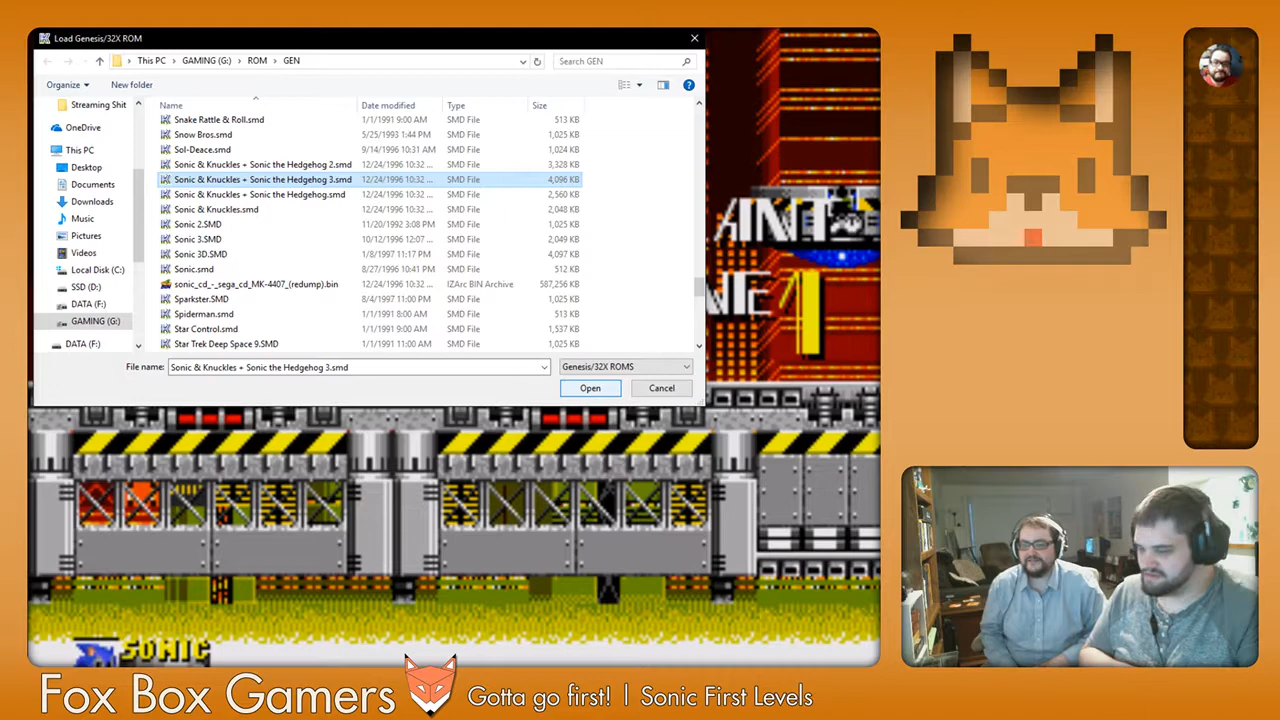 Load Genesis/32X ROM
This PC > GAMING (G:) > ROM > GEN
Search GEN
Organize
New folder
Name Date modified Type Size
Streaming Shit
OneDrive
This PC
Desktop
Documents
Downloads
Music
Pictures
Videos
Local Disk (C:)
SSD (D:)
DATA (F:)
GAMING (G:)
DATA (F:)
Snake Rattle & Roll.smd 1/1/1991 9:00 AM SMD File 513 KB
Snow Bros.smd 5/25/1993 1:44 PM SMD File 1,025 KB
Sol-Deace.smd 9/14/1996 10:31 AM SMD File 1,024 KB
Sonic & Knuckles + Sonic the Hedgehog 2.smd 12/24/1996 10:32 ... SMD File 3,328 KB
Sonic & Knuckles + Sonic the Hedgehog 3.smd 12/24/1996 10:32 ... SMD File 4,096 KB
Sonic & Knuckles + Sonic the Hedgehog.smd 12/24/1996 10:32 ... SMD File 2,560 KB
Sonic & Knuckles.smd 12/24/1996 10:32 ... SMD File 2,048 KB
Sonic 2.SMD 11/20/1992 3:08 PM SMD File 1,025 KB
Sonic 3.SMD 10/12/1996 12:07 ... SMD File 2,049 KB
Sonic 3D.SMD 1/8/1997 11:17 PM SMD File 4,097 KB
Sonic.smd 8/27/1996 10:41 PM SMD File 512 KB
sonic_cd_-_sega_cd_MK-4407_(redump).bin 12/24/1996 10:32 ... IZArc BIN Archive 587,256 KB
Sparkster.SMD 8/4/1997 11:00 PM SMD File 1,025 KB
Spiderman.smd 1/1/1991 8:00 AM SMD File 513 KB
Star Control.smd 1/1/1991 9:00 AM SMD File 1,537 KB
Star Trek Deep Space 9.SMD 1/1/1991 11:00 AM SMD File 1,025 KB
File name: Sonic & Knuckles + Sonic the Hedgehog 3.smd
Genesis/32X ROMS
Open Cancel
1
SONIC
Fox Box Gamers
Gotta go first! | Sonic First Levels